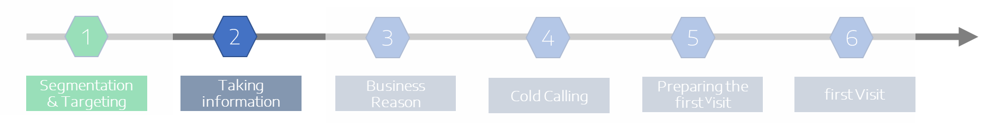 1
2
3
4
5
6
Segmentation
& Targeting
Taking
information
Business
Reason
Cold Calling
Preparing the
first Visit
first Visit